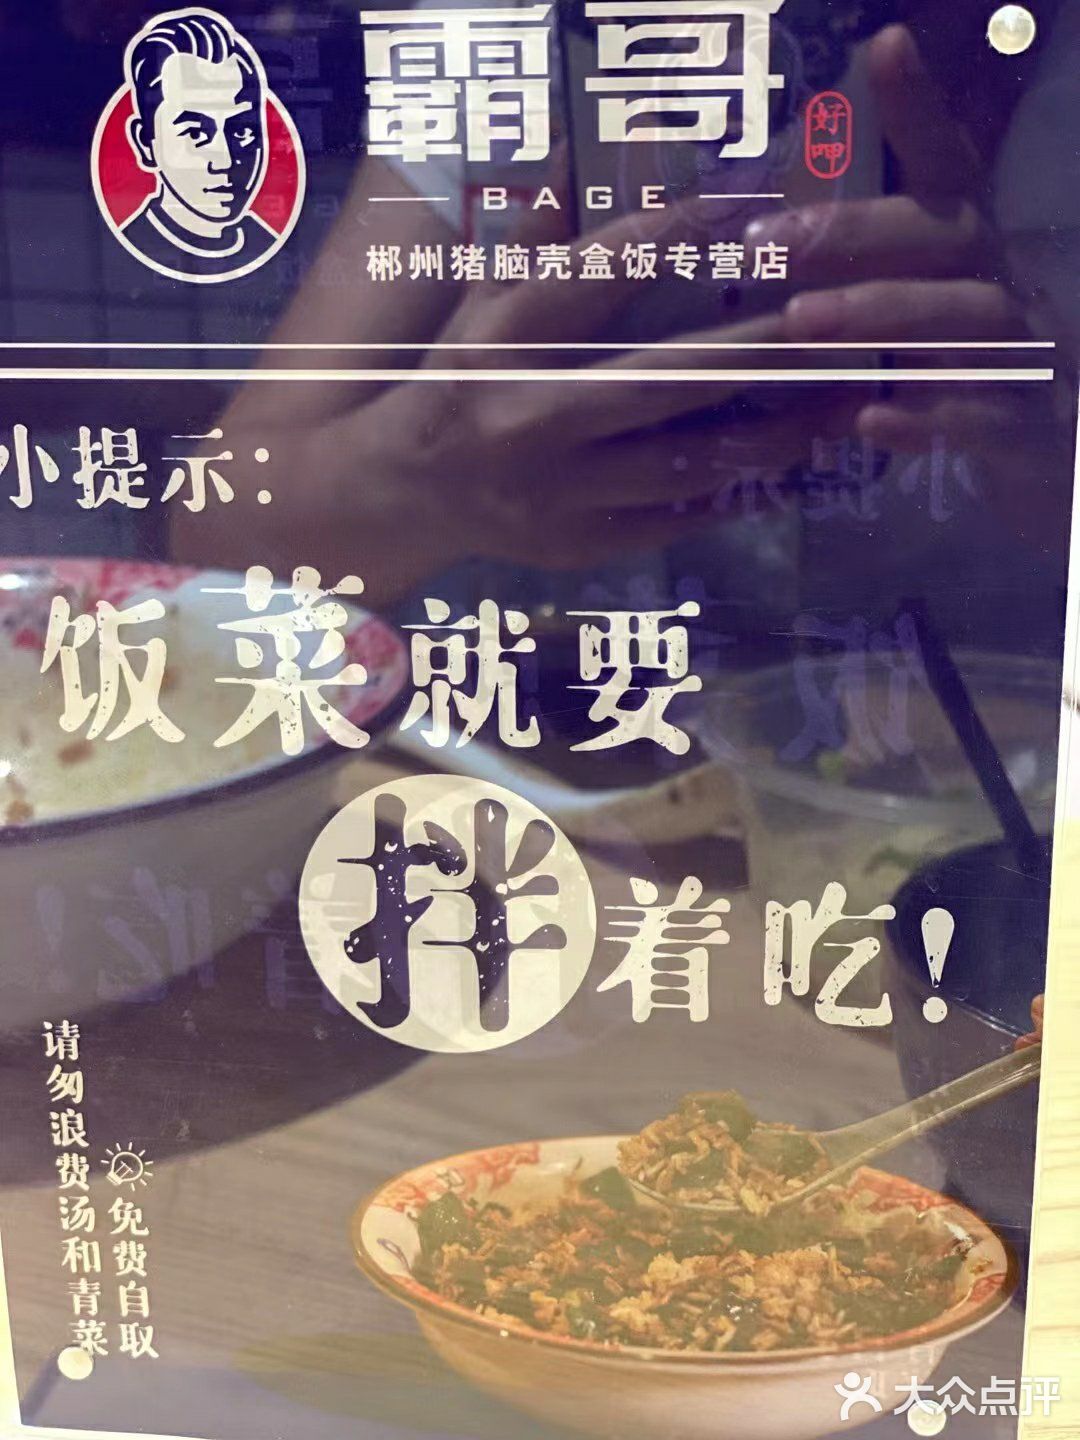 霸哥
好呷
BAGE
郴州猪脑壳盒饭专营店
小提示：
饭菜就要
拌着吃！
免费自取
请勿浪费汤和青菜
大众点评